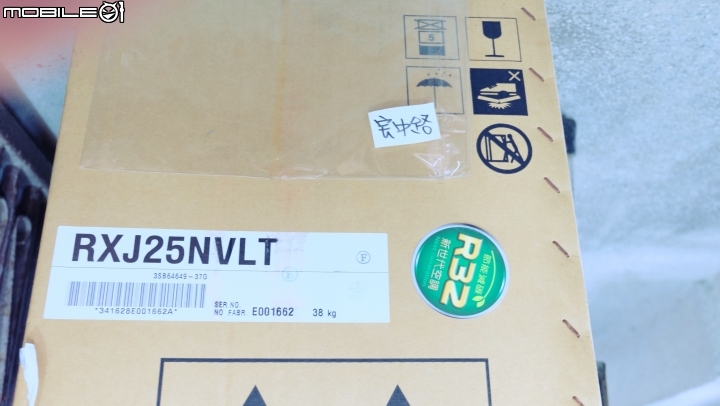 MOBILE01
5
宏中路
RXJ25NVLT
F
3SB64649-37G
*341628E001662A*
SER NO.
NO FABR. E001662 38 kg
節能減碳
R32
新世代空調